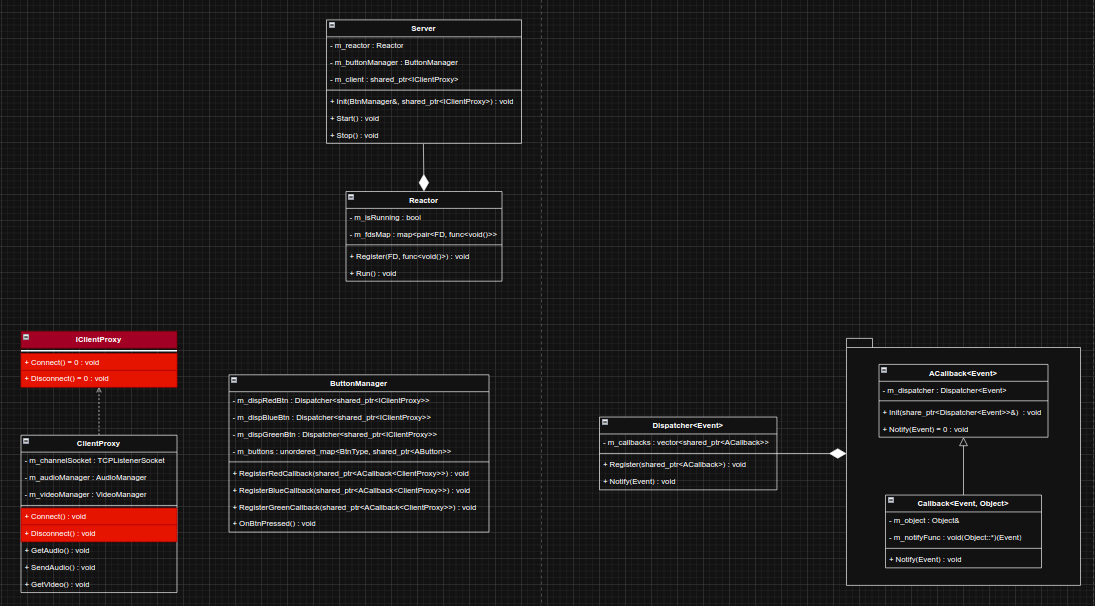 Server
- m_reactor : Reactor
- m_buttonManager : ButtonManager
- m_client : shared_ptr<IClientProxy>
+ Init(BtnManager&, shared_ptr<IClientProxy>) : void
+ Start() : void
+ Stop() : void
Reactor
- m_isRunning : bool
- m_fdsMap : map<pair<FD, func<void()>>
+ Register(FD, func<void()>) : void
+ Run() : void
IClientProxy
+ Connect() = 0 : void
+ Disconnect() = 0 : void
ClientProxy
- m_channelSocket : TCPListenerSocket
- m_audioManager : AudioManager
- m_videoManager : VideoManager
+ Connect() : void
+ Disconnect() : void
+ GetAudio() : void
+ SendAudio() : void
+ GetVideo() : void
ButtonManager
- m_dispRedBtn : Dispatcher<shared_ptr<IClientProxy>>
- m_dispBlueBtn : Dispatcher<shared_ptr<IClientProxy>>
- m_dispGreenBtn : Dispatcher<shared_ptr<IClientProxy>>
- m_buttons : unordered_map<BtnType, shared_ptr<AButton>>
+ RegisterRedCallback(shared_ptr<ACallback<ClientProxy>>) : void
+ RegisterBlueCallback(shared_ptr<ACallback<ClientProxy>>) : void
+ RegisterGreenCallback(shared_ptr<ACallback<ClientProxy>>) : void
+ OnBtnPressed() : void
Dispatcher<Event>
- m_callbacks : vector<shared_ptr<ACallback>>
+ Register(shared_ptr<ACallback>) : void
+ Notify(Event) : void
ACallback<Event>
- m_dispatcher : Dispatcher<Event>
+ Init(share_ptr<Dispatcher<Event>>&) : void
+ Notify(Event) = 0 : void
Callback<Event, Object>
- m_object : Object&
- m_notifyFunc : void(Object::*)(Event)
+ Notify(Event) : void